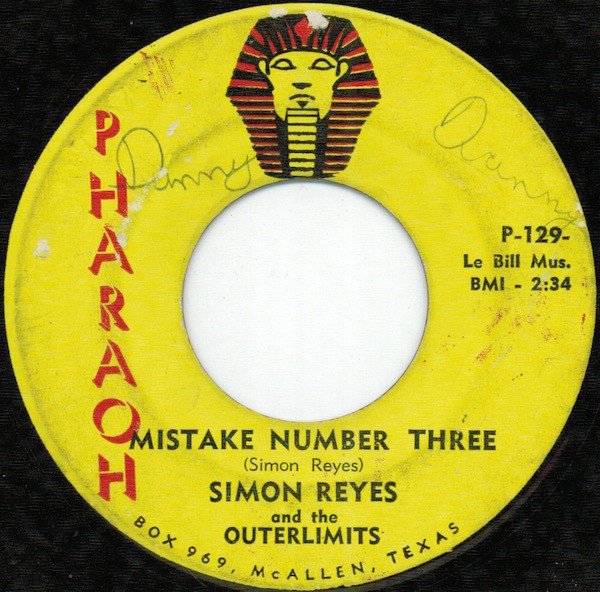 PHARAOH
Danny
Danny
P-129-
Le Bill Mus.
BMI - 2:34
MISTAKE NUMBER THREE
(Simon Reyes)
SIMON REYES
and the
OUTERLIMITS
BOX 969, McALLEN, TEXAS